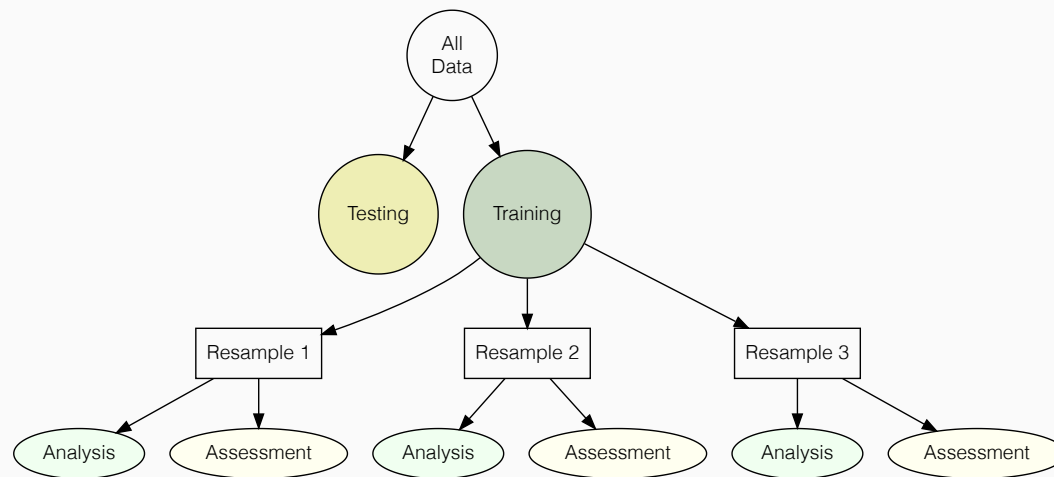 All
Data
Testing
Training
Resample 1
Resample 2
Resample 3
Analysis
Assessment
Analysis
Assessment
Analysis
Assessment